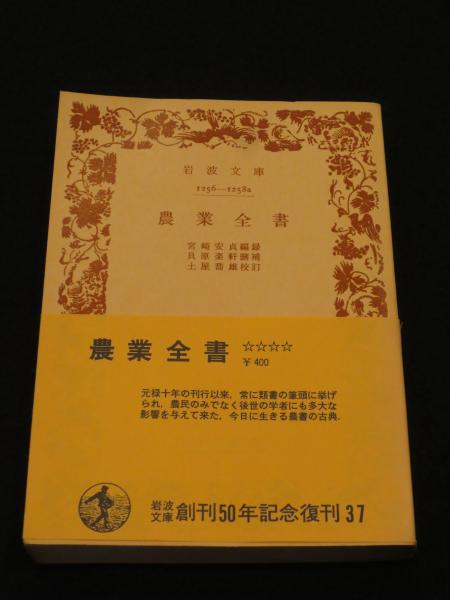 岩波文庫
1256—1258a
農業全書
宮崎安貞編録
貝原楽軒刪補
土屋喬雄校訂
農業全書 ☆☆☆☆
￥400
元禄十年の刊行以来，常に類書の筆頭に挙げ
られ，農民のみでなく後世の学者にも多大な
影響を与えて来た，今日に生きる農書の古典．
岩波文庫 創刊50年記念復刊 37